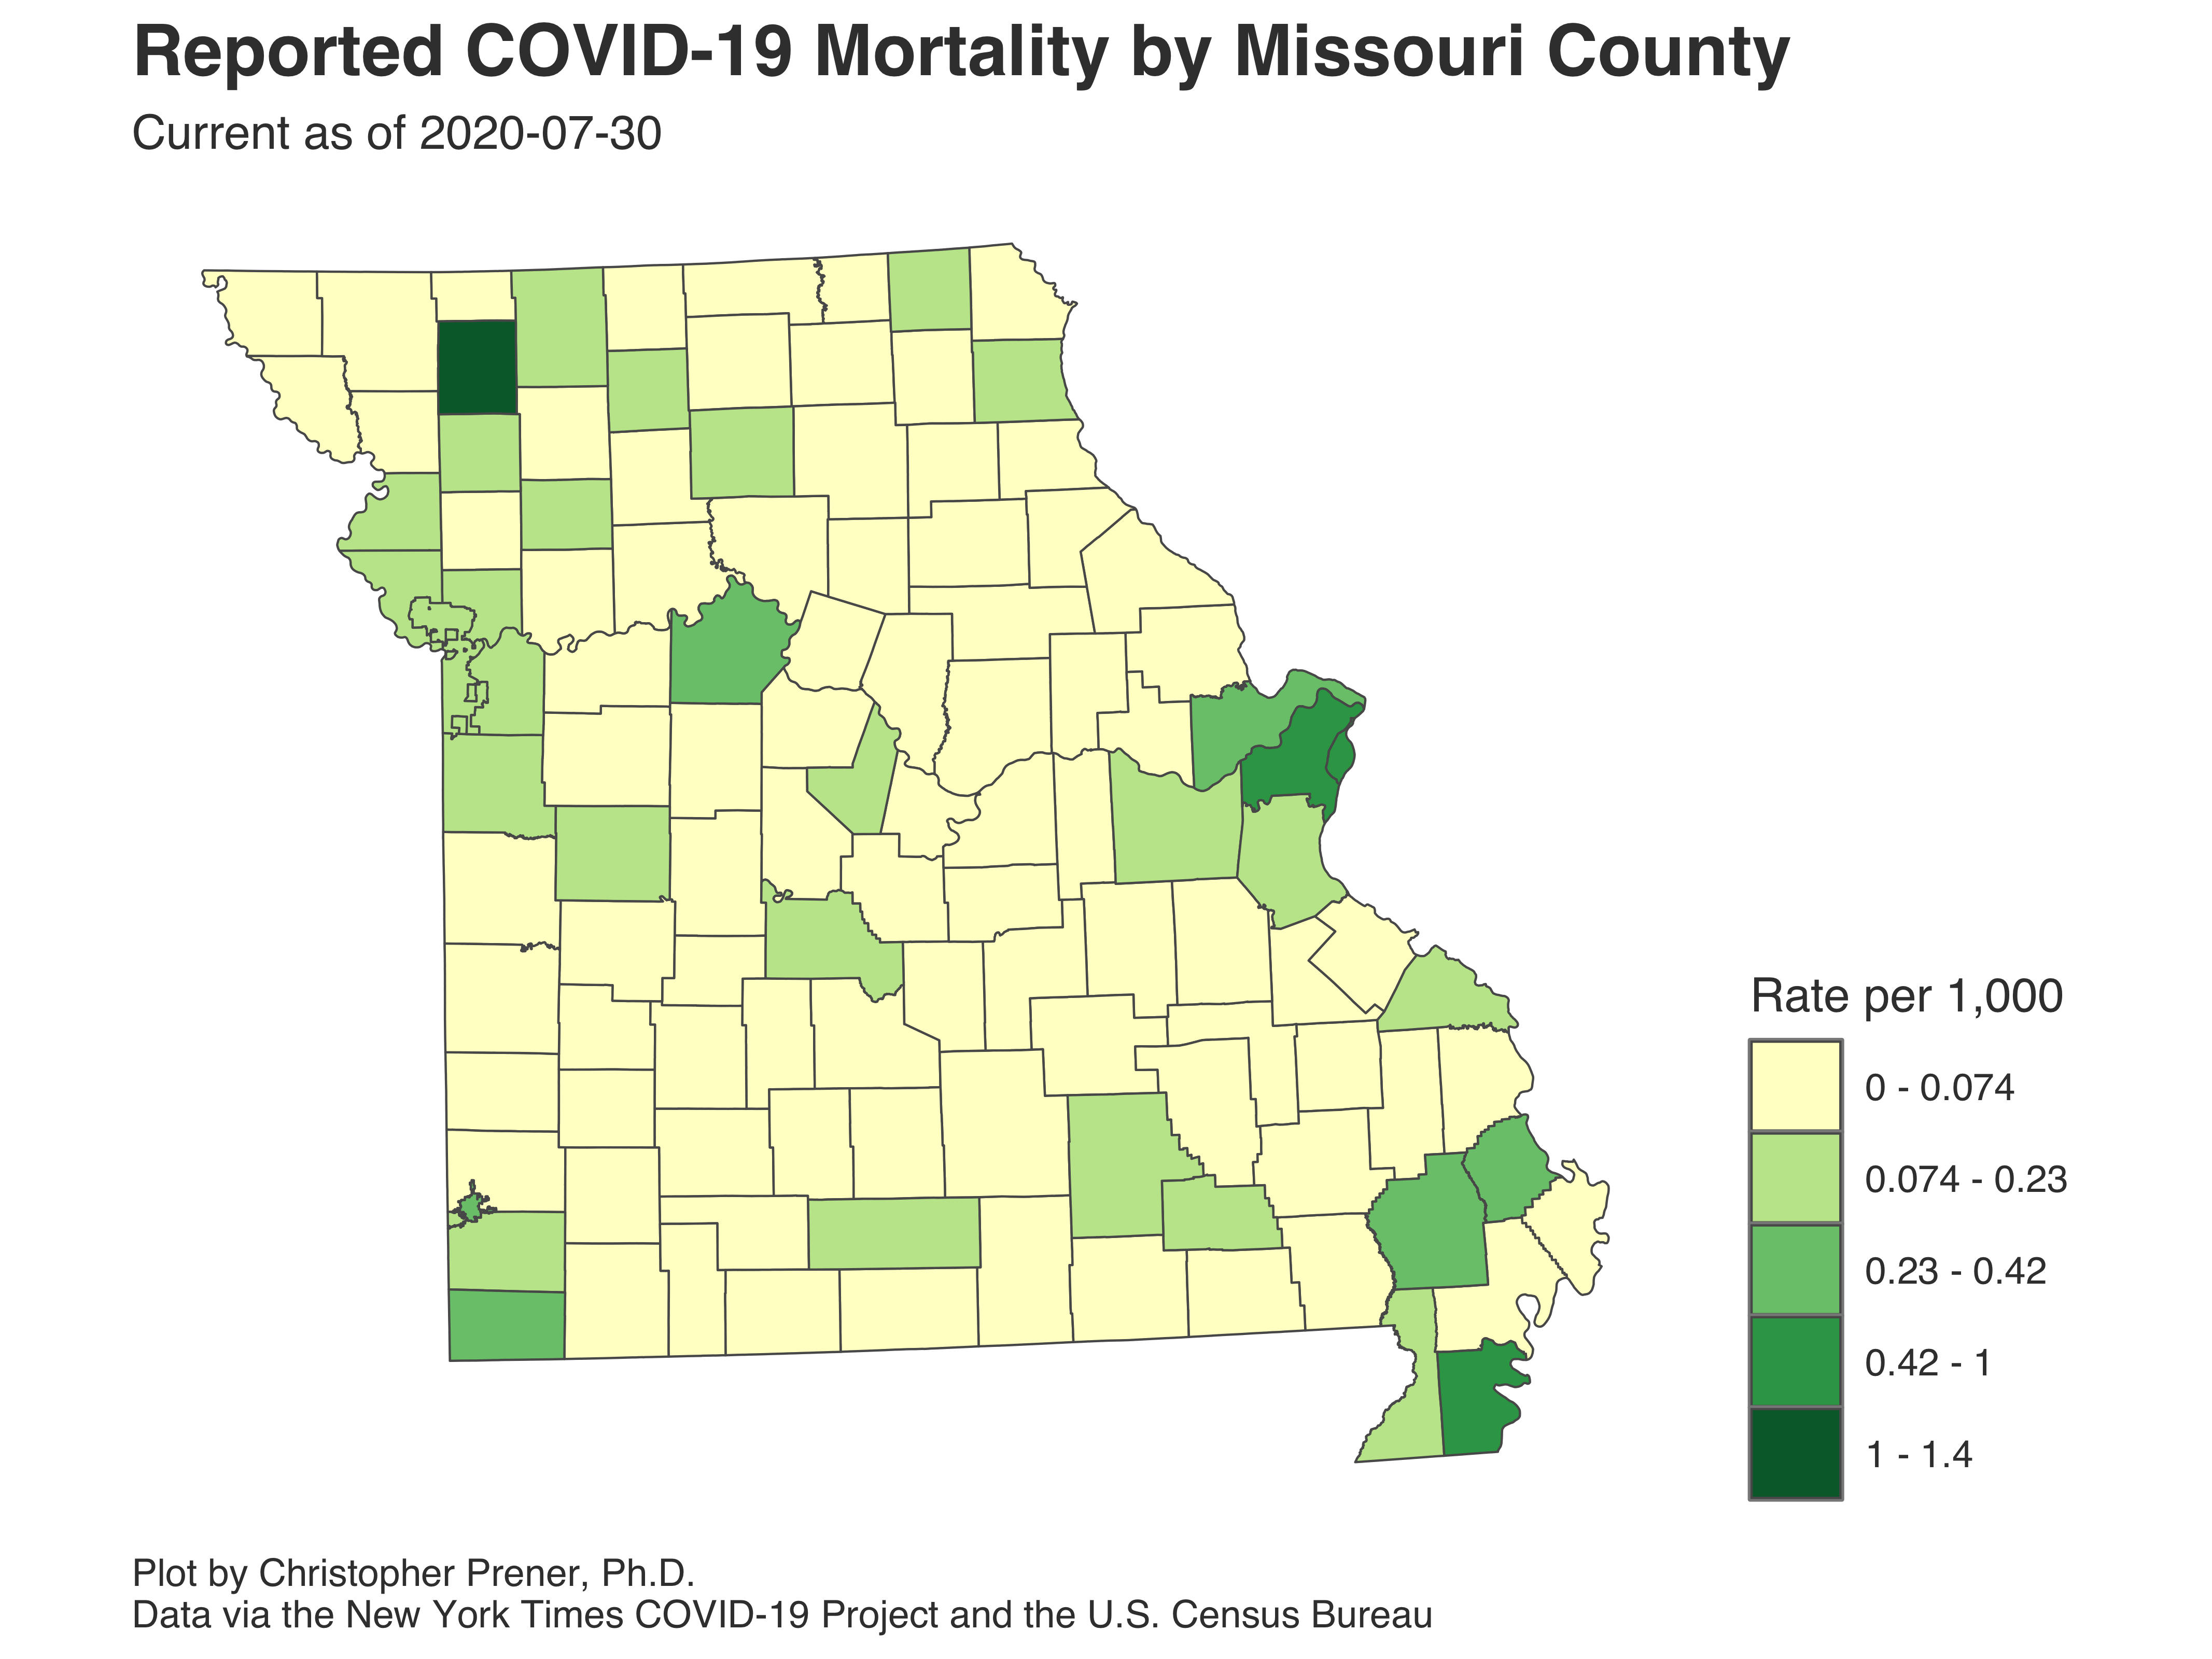 Reported COVID-19 Mortality by Missouri County
Current as of 2020-07-30
Rate per 1,000
0 - 0.074
0.074 - 0.23
0.23 - 0.42
0.42 - 1
1 - 1.4
Plot by Christopher Prener, Ph.D.
Data via the New York Times COVID-19 Project and the U.S. Census Bureau